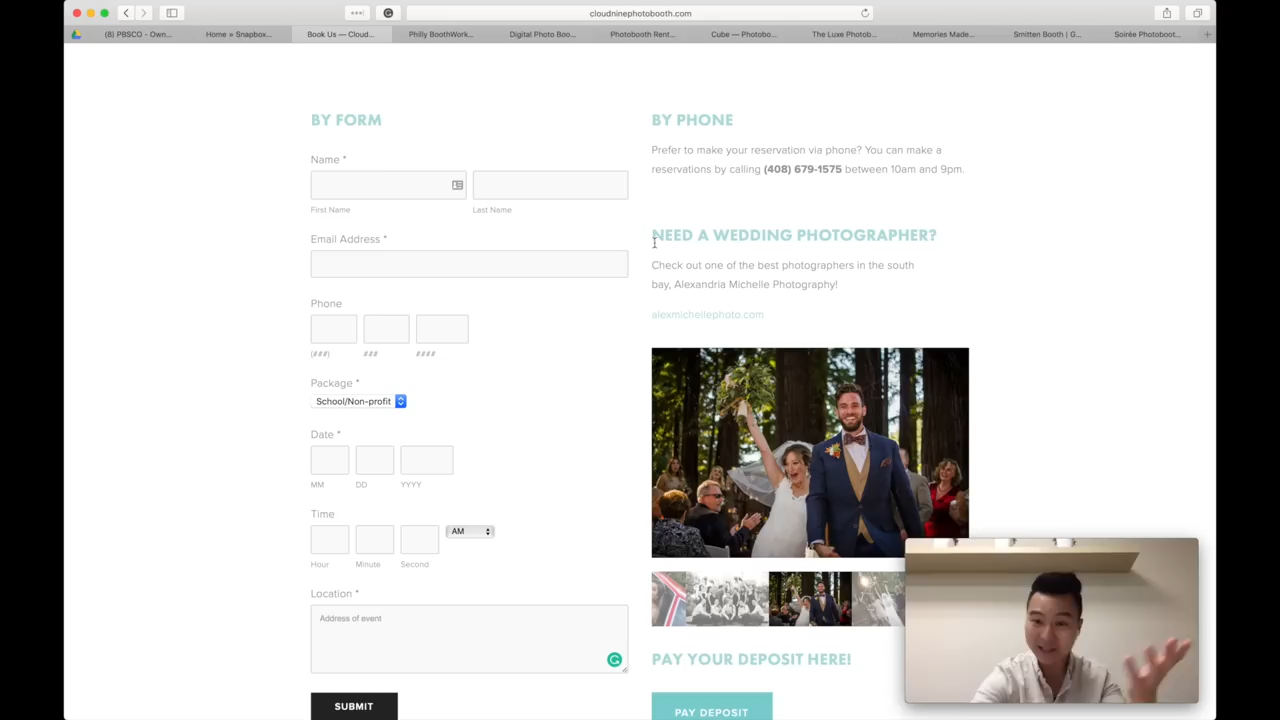 cloudninephotobooth.com
(8) PBSCO - Own...
Home » Snapbox...
Book Us — Cloud...
Philly BoothWork...
Digital Photo Boo...
Photobooth Rent...
Cube — Photobo...
The Luxe Photob...
Memories Made...
Smitten Booth | G...
Soirée Photoboot...
BY FORM
Name *
First Name
Last Name
Email Address *
Phone
(###)
###
####
Package *
School/Non-profit
Date *
MM
DD
YYYY
Time
AM
Hour
Minute
Second
Location *
Address of event
SUBMIT
BY PHONE
Prefer to make your reservation via phone? You can make a
reservations by calling (408) 679-1575 between 10am and 9pm.
NEED A WEDDING PHOTOGRAPHER?
Check out one of the best photographers in the south
bay, Alexandria Michelle Photography!
alexmichellephoto.com
PAY YOUR DEPOSIT HERE!
PAY DEPOSIT